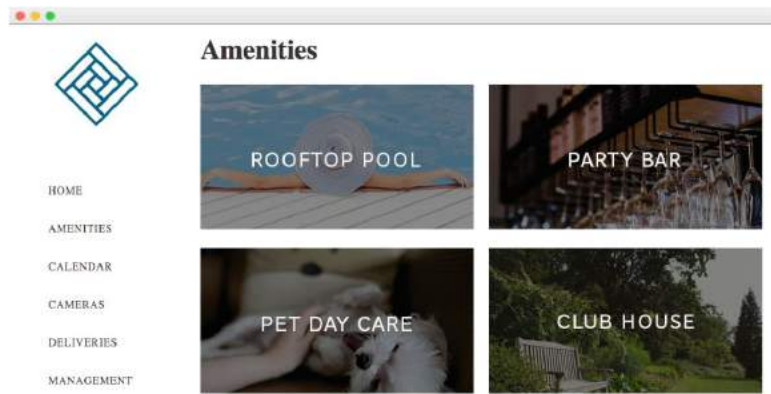 Amenities
ROOFTOP POOL
PARTY BAR
PET DAY CARE
CLUB HOUSE
HOME
AMENITIES
CALENDAR
CAMERAS
DELIVERIES
MANAGEMENT